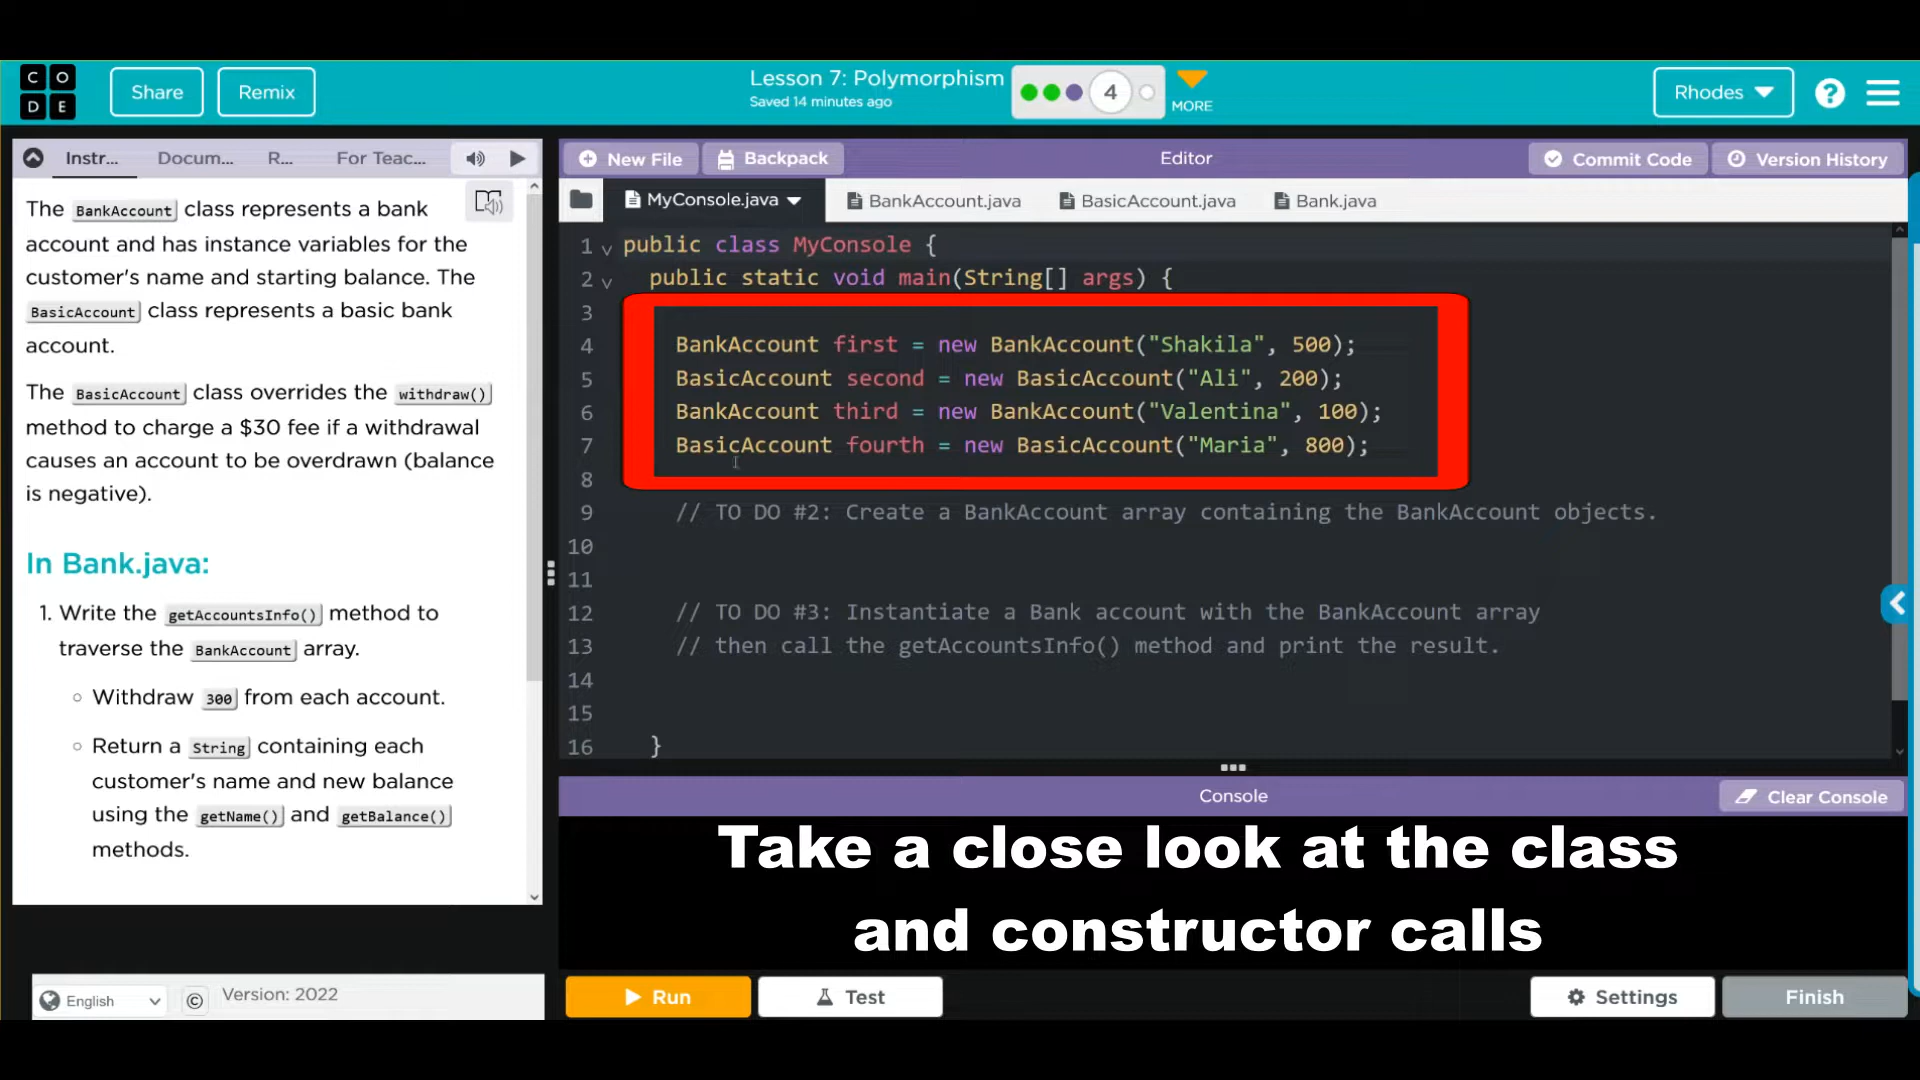 CODE
Share
Remix
Lesson 7: Polymorphism
Saved 14 minutes ago
4
MORE
Rhodes
?
Instr...
Docum...
R...
For Teac...
The BankAccount class represents a bank
account and has instance variables for the
customer's name and starting balance. The
BasicAccount class represents a basic bank
account.
The BasicAccount class overrides the withdraw()
method to charge a $30 fee if a withdrawal
causes an account to be overdrawn (balance
is negative).
In Bank.java:
1. Write the getAccountsInfo() method to
traverse the BankAccount array.
Withdraw 300 from each account.
Return a String containing each
customer's name and new balance
using the getName() and getBalance()
methods.
English
©
Version: 2022
New File
Backpack
Editor
Commit Code
Version History
MyConsole.java
BankAccount.java
BasicAccount.java
Bank.java
1 public class MyConsole {
2 public static void main(String[] args) {
3
4 BankAccount first = new BankAccount("Shakila", 500);
5 BasicAccount second = new BasicAccount("Ali", 200);
6 BankAccount third = new BankAccount("Valentina", 100);
7 BasicAccount fourth = new BasicAccount("Maria", 800);
8
9 // TO DO #2: Create a BankAccount array containing the BankAccount objects.
10
11
12 // TO DO #3: Instantiate a Bank account with the BankAccount array
13 // then call the getAccountsInfo() method and print the result.
14
15
16 }
Console
Clear Console
Take a close look at the class
and constructor calls
Run
Test
Settings
Finish